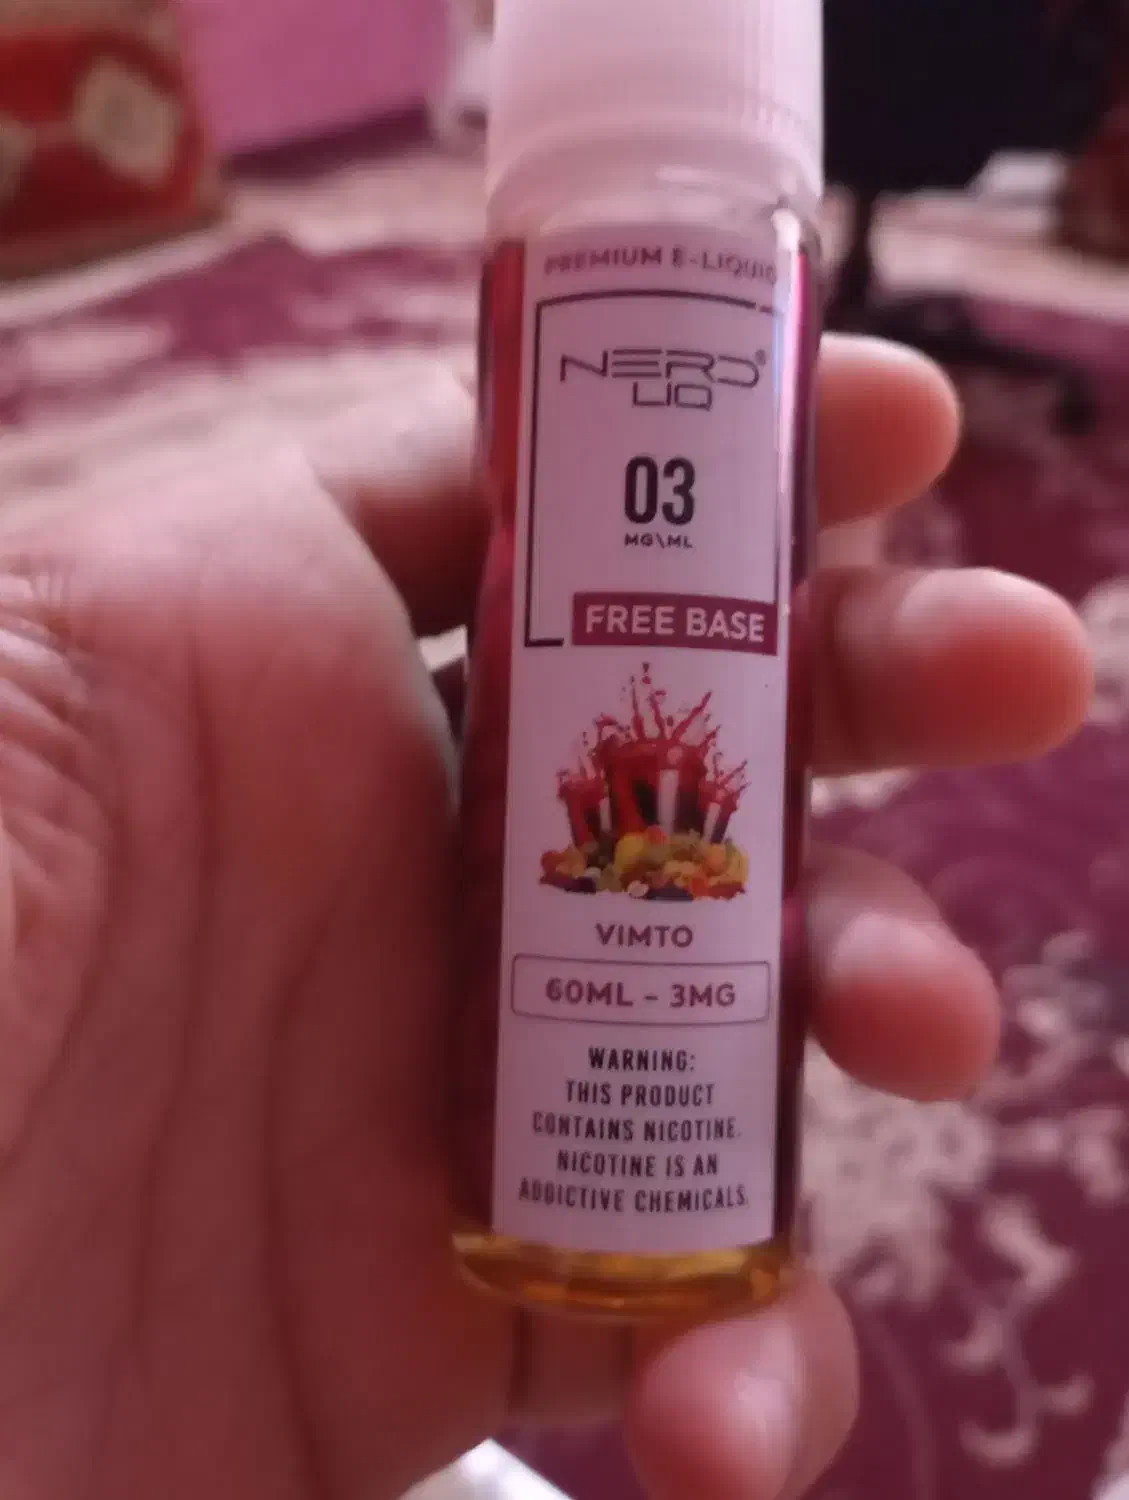 PREMIUM E-LIQUID
NERD®
LIQ
03
MG\ML
FREE BASE
VIMTO
60ML - 3MG
WARNING:
THIS PRODUCT
CONTAINS NICOTINE.
NICOTINE IS AN
ADDICTIVE CHEMICALS.